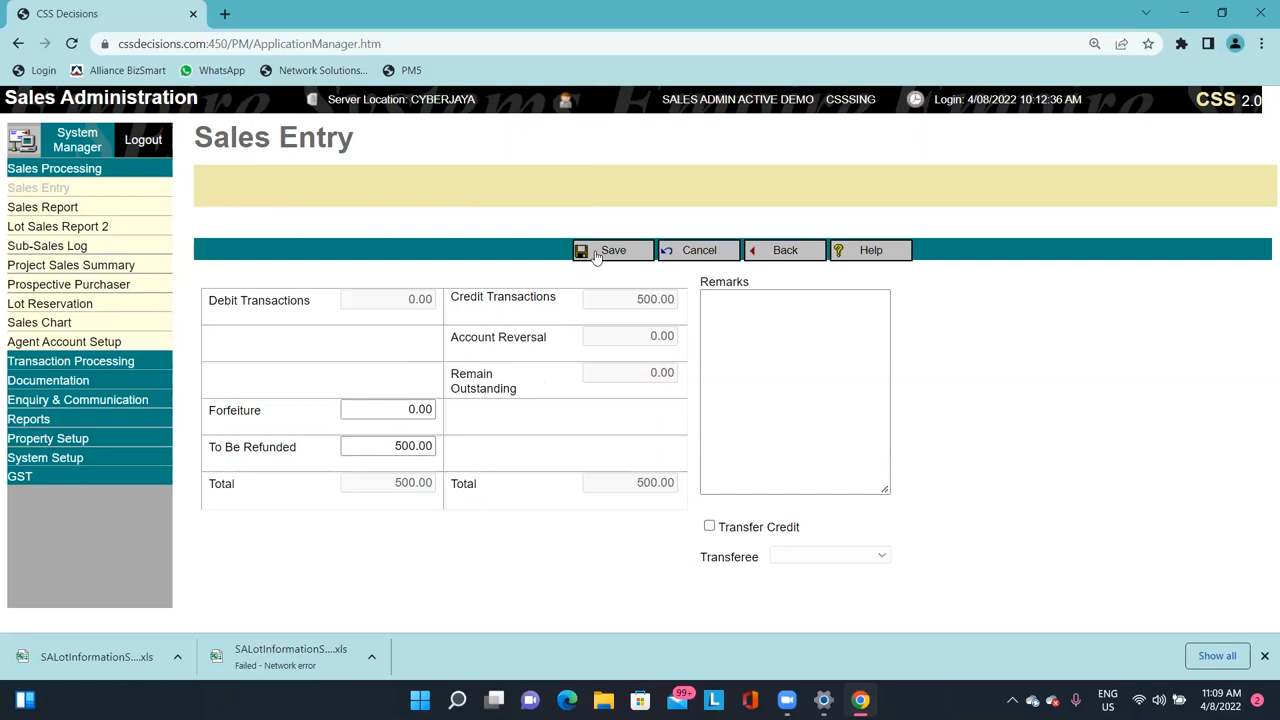 CSS Decisions
cssdecisions.com:450/PM/ApplicationManager.htm
Login
Alliance BizSmart
WhatsApp
Network Solutions...
PM5
Sales Administration
Server Location: CYBERJAYA
SALES ADMIN ACTIVE DEMO
CSSSING
Login: 4/08/2022 10:12:36 AM
CSS 2.0
System
Manager
Logout
Sales Entry
Sales Processing
Sales Entry
Sales Report
Lot Sales Report 2
Sub-Sales Log
Project Sales Summary
Prospective Purchaser
Lot Reservation
Sales Chart
Agent Account Setup
Transaction Processing
Documentation
Enquiry & Communication
Reports
Property Setup
System Setup
GST
Save
Cancel
Back
Help
Debit Transactions 0.00
Credit Transactions 500.00
Account Reversal 0.00
Remain
Outstanding 0.00
Forfeiture 0.00
To Be Refunded 500.00
Total 500.00
Total 500.00
Remarks
Transfer Credit
Transferee
SALotInformationS....xls
SALotInformationS....xls
Failed - Network error
Show all
99+
ENG
US
11:09 AM
4/8/2022
2